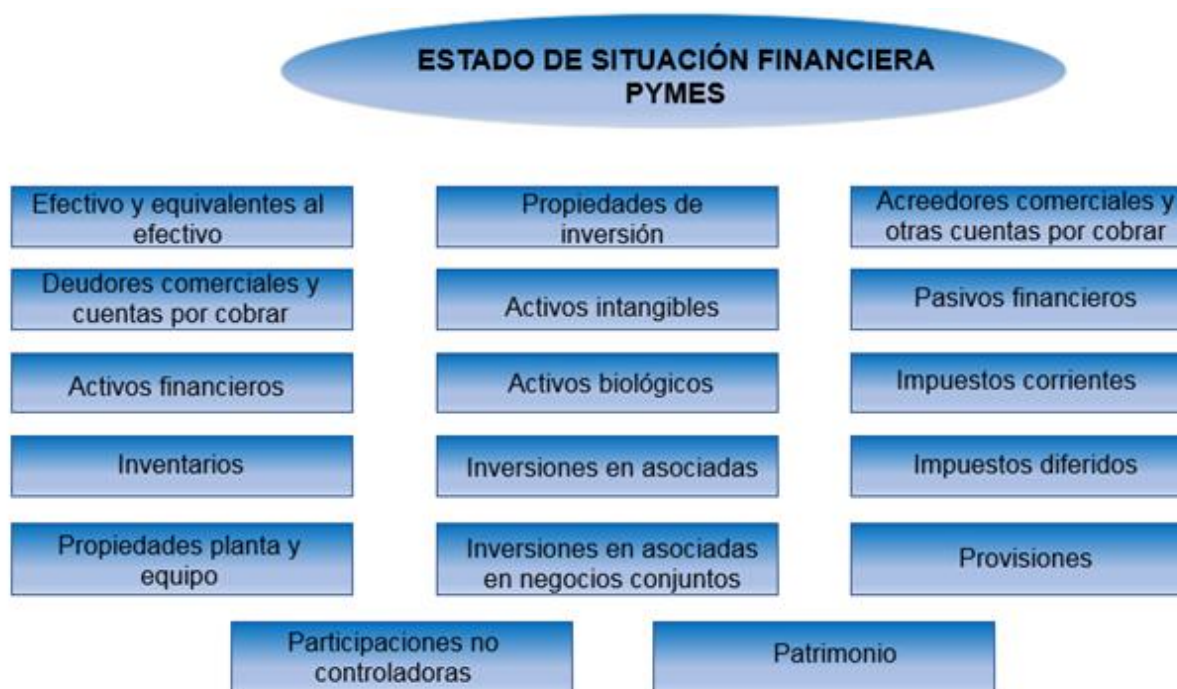 ESTADO DE SITUACIÓN FINANCIERA
PYMES
Efectivo y equivalentes al
efectivo
Propiedades de
inversión
Acreedores comerciales y
otras cuentas por cobrar
Deudores comerciales y
cuentas por cobrar
Activos intangibles
Pasivos financieros
Activos financieros
Activos biológicos
Impuestos corrientes
Inventarios
Inversiones en asociadas
Impuestos diferidos
Propiedades planta y
equipo
Inversiones en asociadas
en negocios conjuntos
Provisiones
Participaciones no
controladoras
Patrimonio